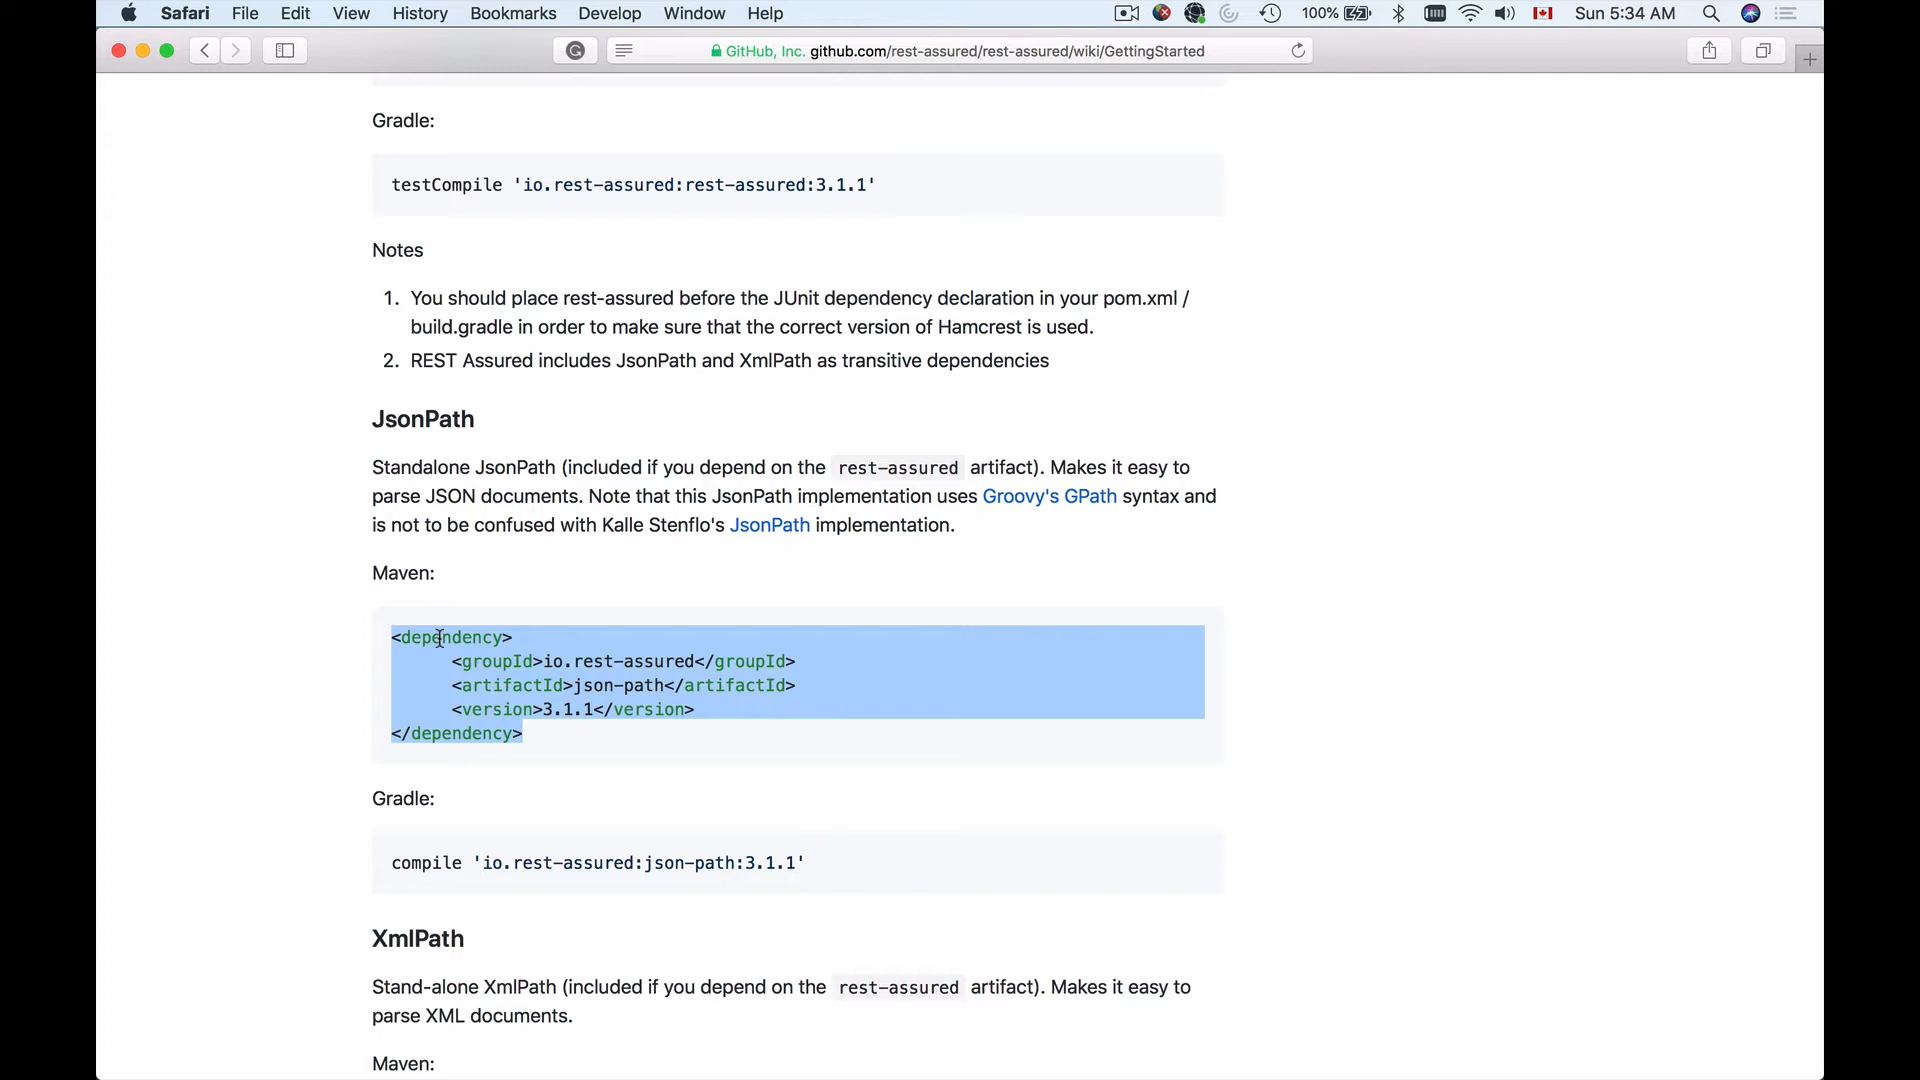 Safari File Edit View History Bookmarks Develop Window Help 100% Sun 5:34 AM
GitHub, Inc. github.com/rest-assured/rest-assured/wiki/GettingStarted
Gradle:
testCompile 'io.rest-assured:rest-assured:3.1.1'
Notes
1. You should place rest-assured before the JUnit dependency declaration in your pom.xml /
build.gradle in order to make sure that the correct version of Hamcrest is used.
2. REST Assured includes JsonPath and XmlPath as transitive dependencies
JsonPath
Standalone JsonPath (included if you depend on the rest-assured artifact). Makes it easy to
parse JSON documents. Note that this JsonPath implementation uses Groovy's GPath syntax and
is not to be confused with Kalle Stenflo's JsonPath implementation.
Maven:
<dependency>
<groupId>io.rest-assured</groupId>
<artifactId>json-path</artifactId>
<version>3.1.1</version>
</dependency>
Gradle:
compile 'io.rest-assured:json-path:3.1.1'
XmlPath
Stand-alone XmlPath (included if you depend on the rest-assured artifact). Makes it easy to
parse XML documents.
Maven: